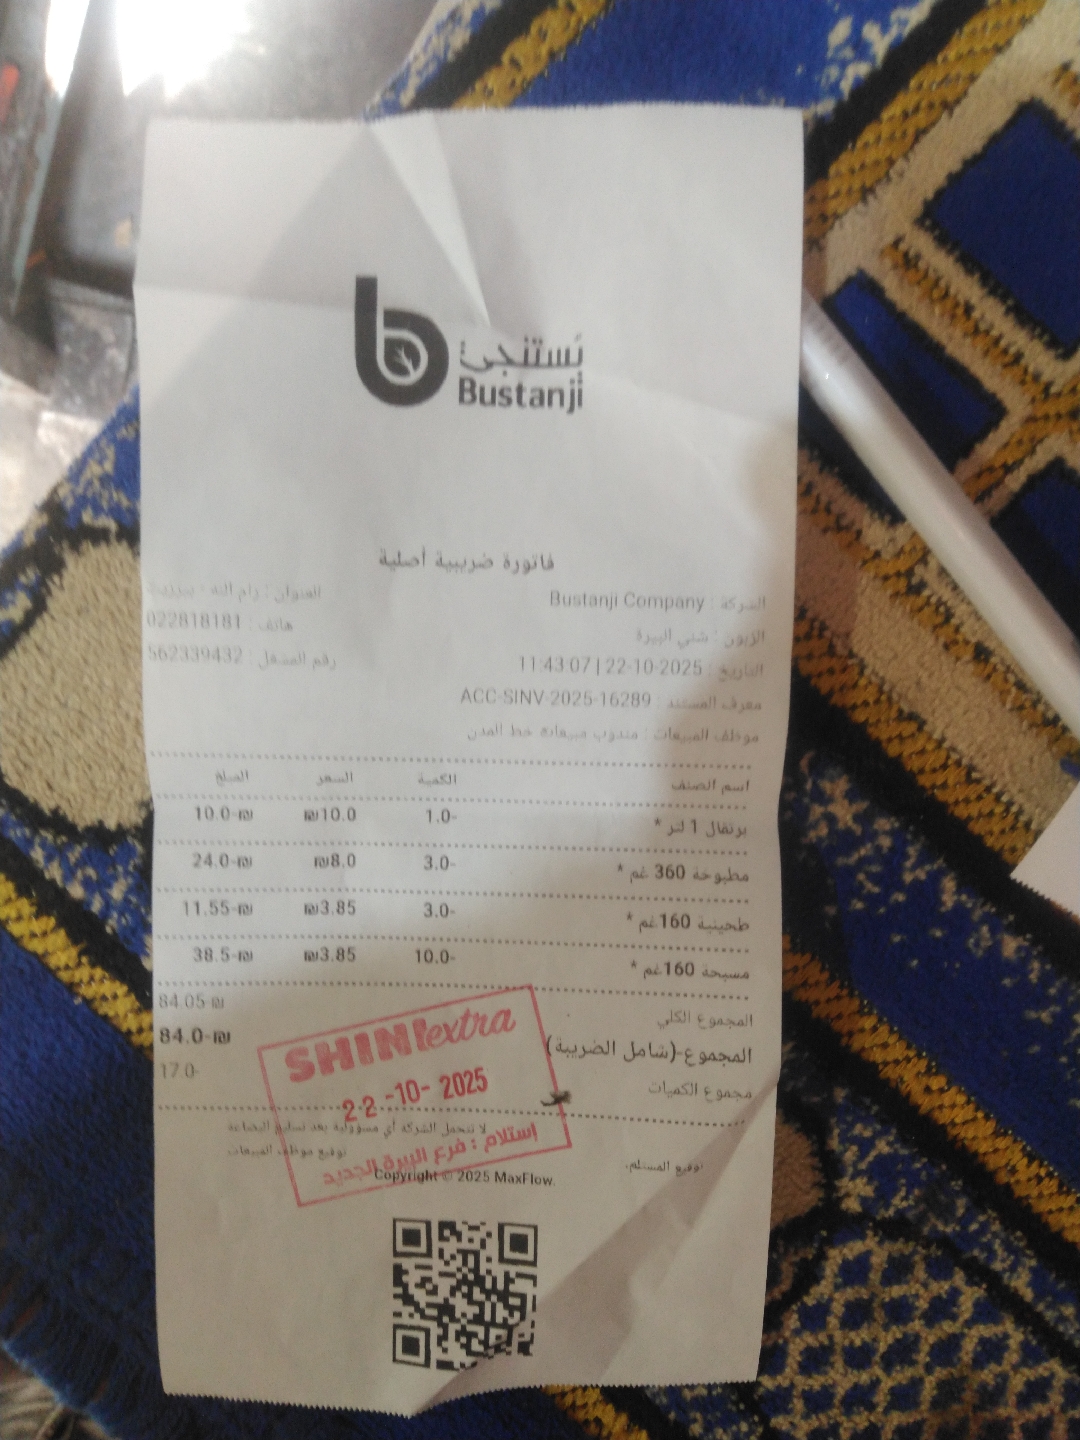 بستنجي
Bustanji
فاتورة ضريبية أصلية
الشركة : Bustanji Company
العنوان : رام الله - بيرزيت
الزبون : شني البيرة
هاتف : 022818181
التاريخ : 22-10-2025 | 11:43:07
رقم المشغل : 562339432
معرف المستند : ACC-SINV-2025-16289
موظف المبيعات : مندوب مبيعات خط المدن
اسم الصنف الكمية السعر المبلغ
برتقال 1 لتر * 1.0- ₪10.0 10.0-₪
مطبوخة 360 غم * 3.0- ₪8.0 24.0-₪
طحينية 160غم * 3.0- ₪3.85 11.55-₪
مسبحة 160غم * 10.0- ₪3.85 38.5-₪
المجموع الكلي 84.05 ₪
المجموع-(شامل الضريبة) 84.0-₪
مجموع الكميات 17.0-
SHINI extra
22-10-2025
إستلام : فرع البيرة الجديد
لا تتحمل الشركة أي مسؤولية بعد تسليم البضاعة
توقيع المستلم.
توقيع موظف المبيعات
Copyright © 2025 MaxFlow.